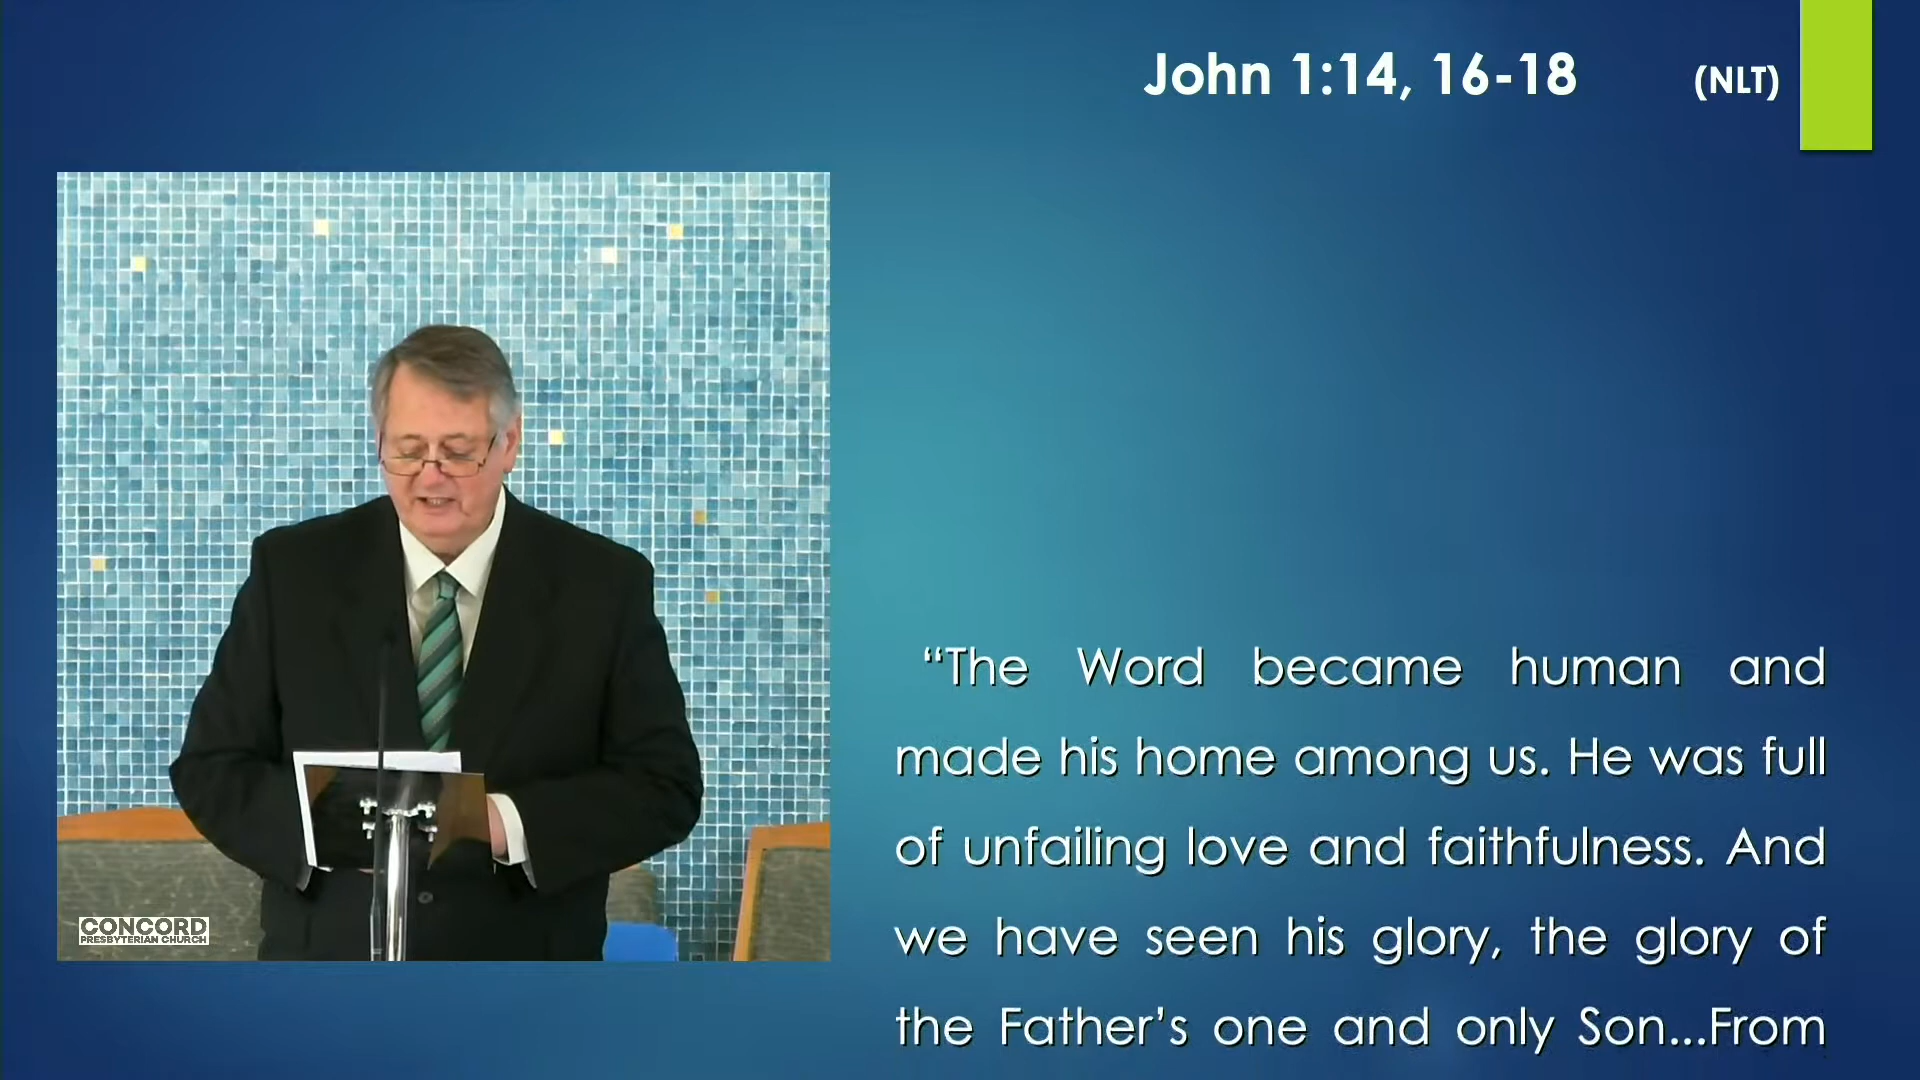 John 1:14, 16-18 (NLT)
“The Word became human and
made his home among us. He was full
of unfailing love and faithfulness. And
we have seen his glory, the glory of
the Father’s one and only Son...From
CONCORD
PRESBYTERIAN CHURCH